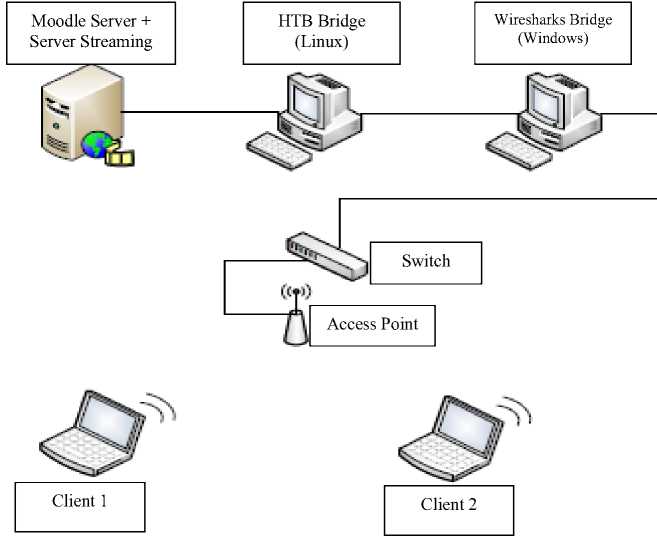 Moodle Server +
Server Streaming
HTB Bridge
(Linux)
Wiresharks Bridge
(Windows)
Switch
Access Point
Client 1
Client 2